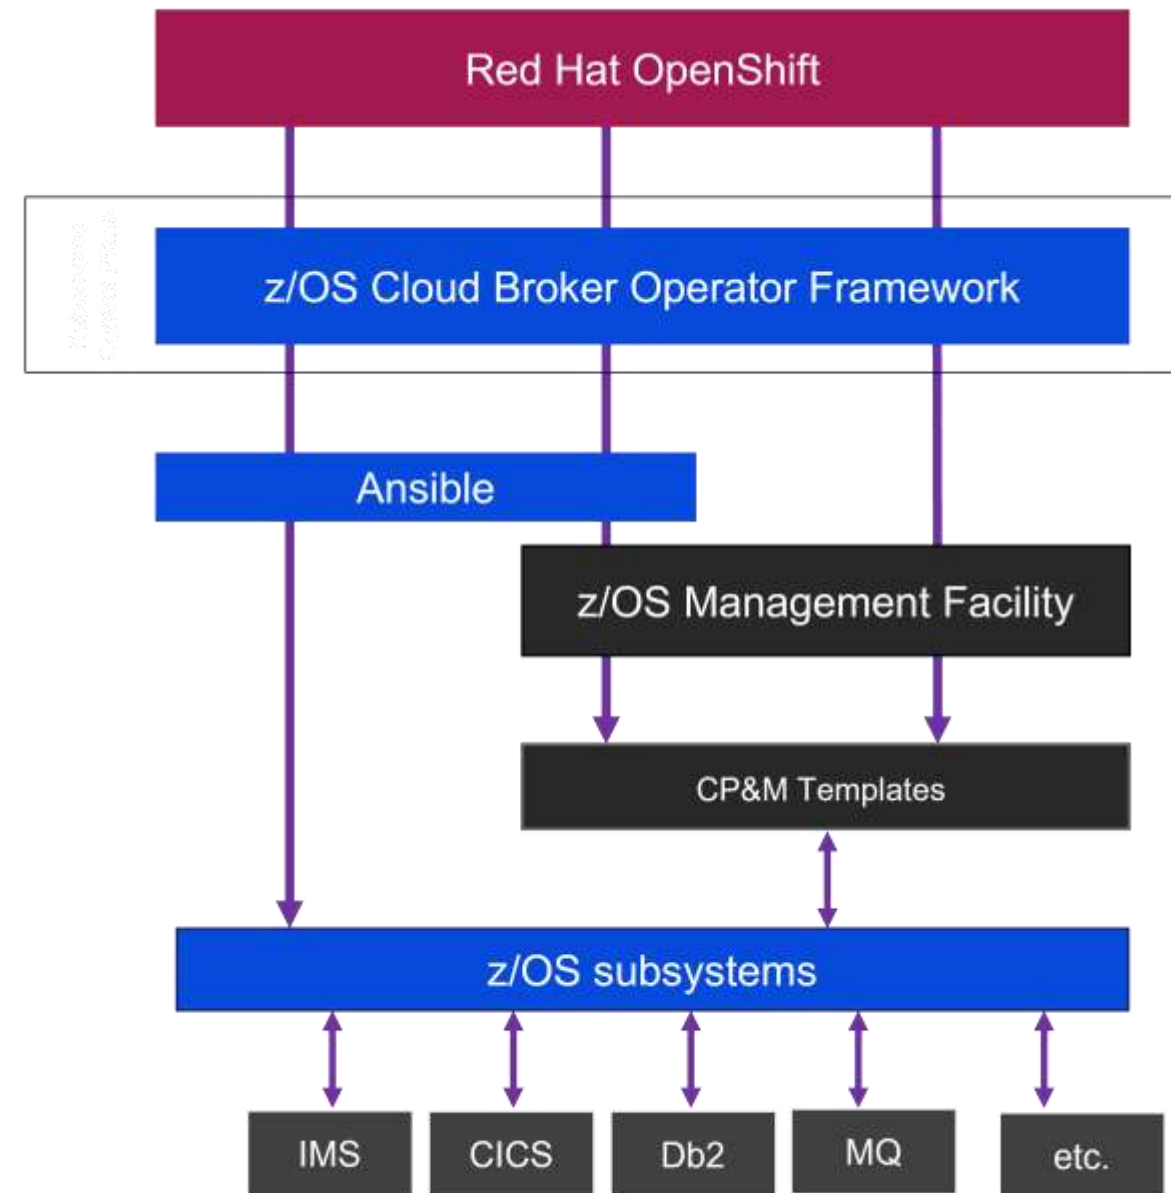 Red Hat OpenShift
z/OS Cloud Broker Operator Framework
Ansible
z/OS Management Facility
CP&M Templates
z/OS subsystems
IMS
CICS
Db2
MQ
etc.